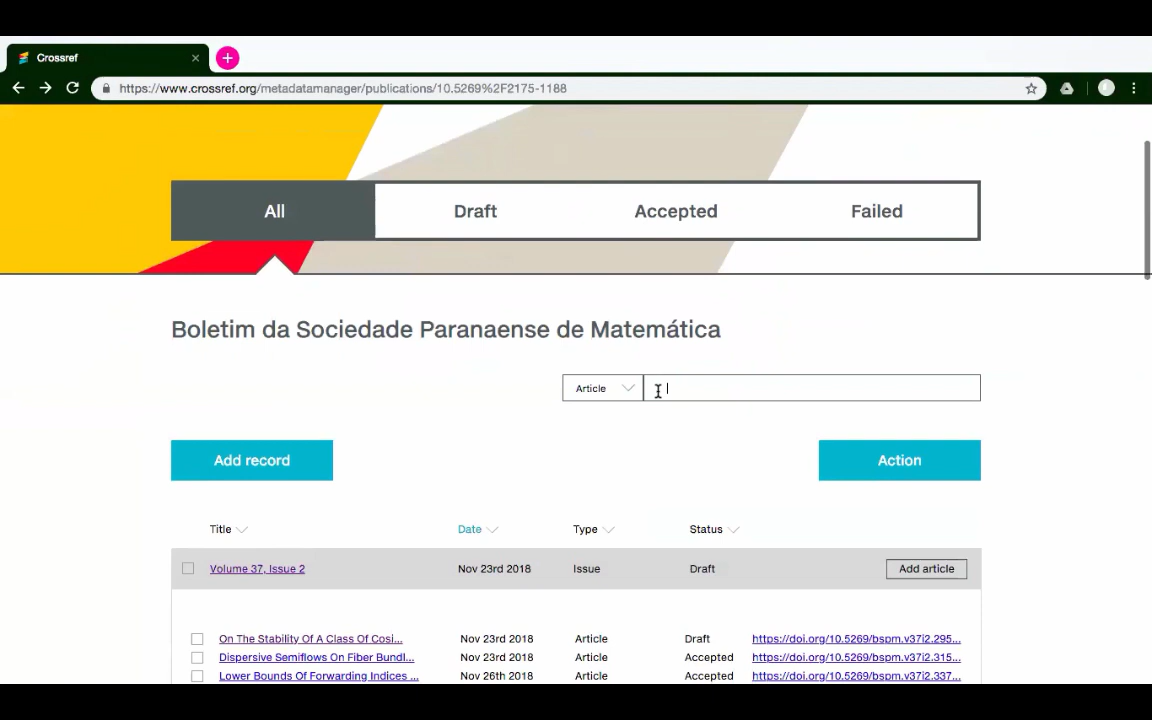 Crossref
https://www.crossref.org/metadatamanager/publications/10.5269%2F2175-1188
All Draft Accepted Failed
Boletim da Sociedade Paranaense de Matemática
Article
Add record Action
Title Date Type Status
Volume 37, Issue 2 Nov 23rd 2018 Issue Draft Add article
On The Stability Of A Class Of Cosi... Nov 23rd 2018 Article Draft https://doi.org/10.5269/bspm.v37i2.295...
Dispersive Semiflows On Fiber Bundl... Nov 23rd 2018 Article Accepted https://doi.org/10.5269/bspm.v37i2.315...
Lower Bounds Of Forwarding Indices ... Nov 26th 2018 Article Accepted https://doi.org/10.5269/bspm.v37i2.337...